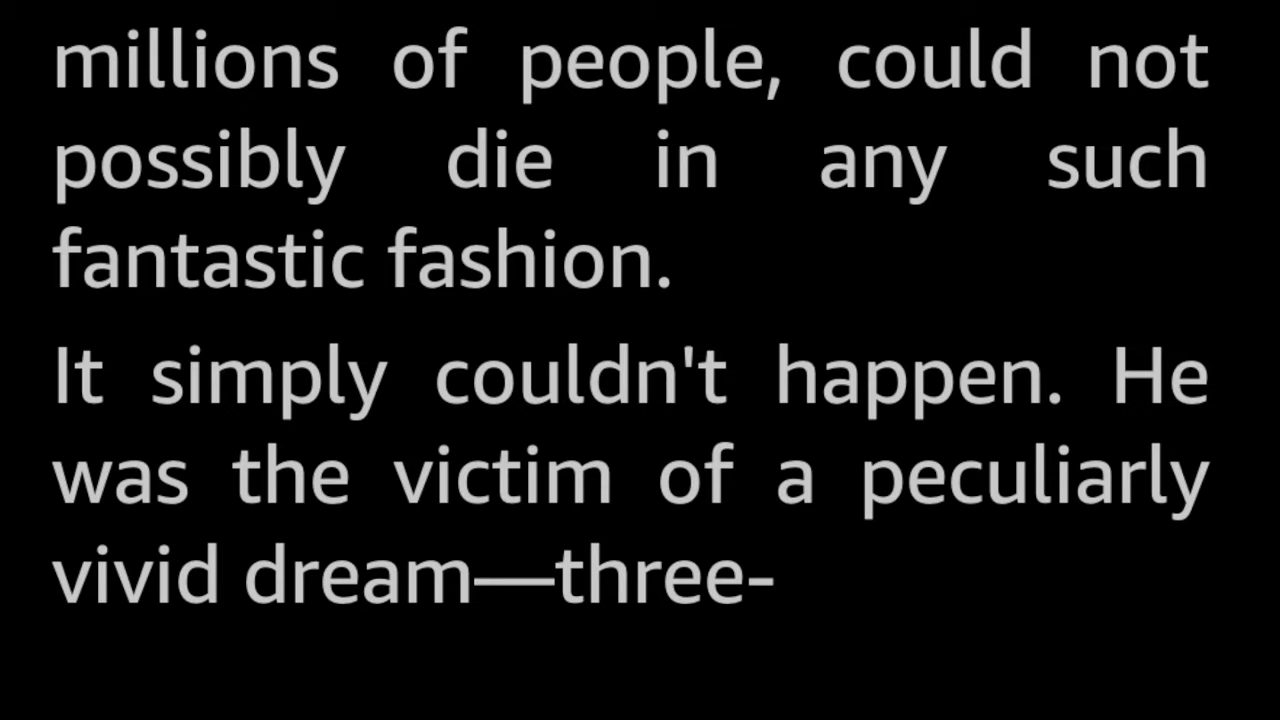 millions of people, could not
possibly die in any such
fantastic fashion.
It simply couldn't happen. He
was the victim of a peculiarly
vivid dream—three-